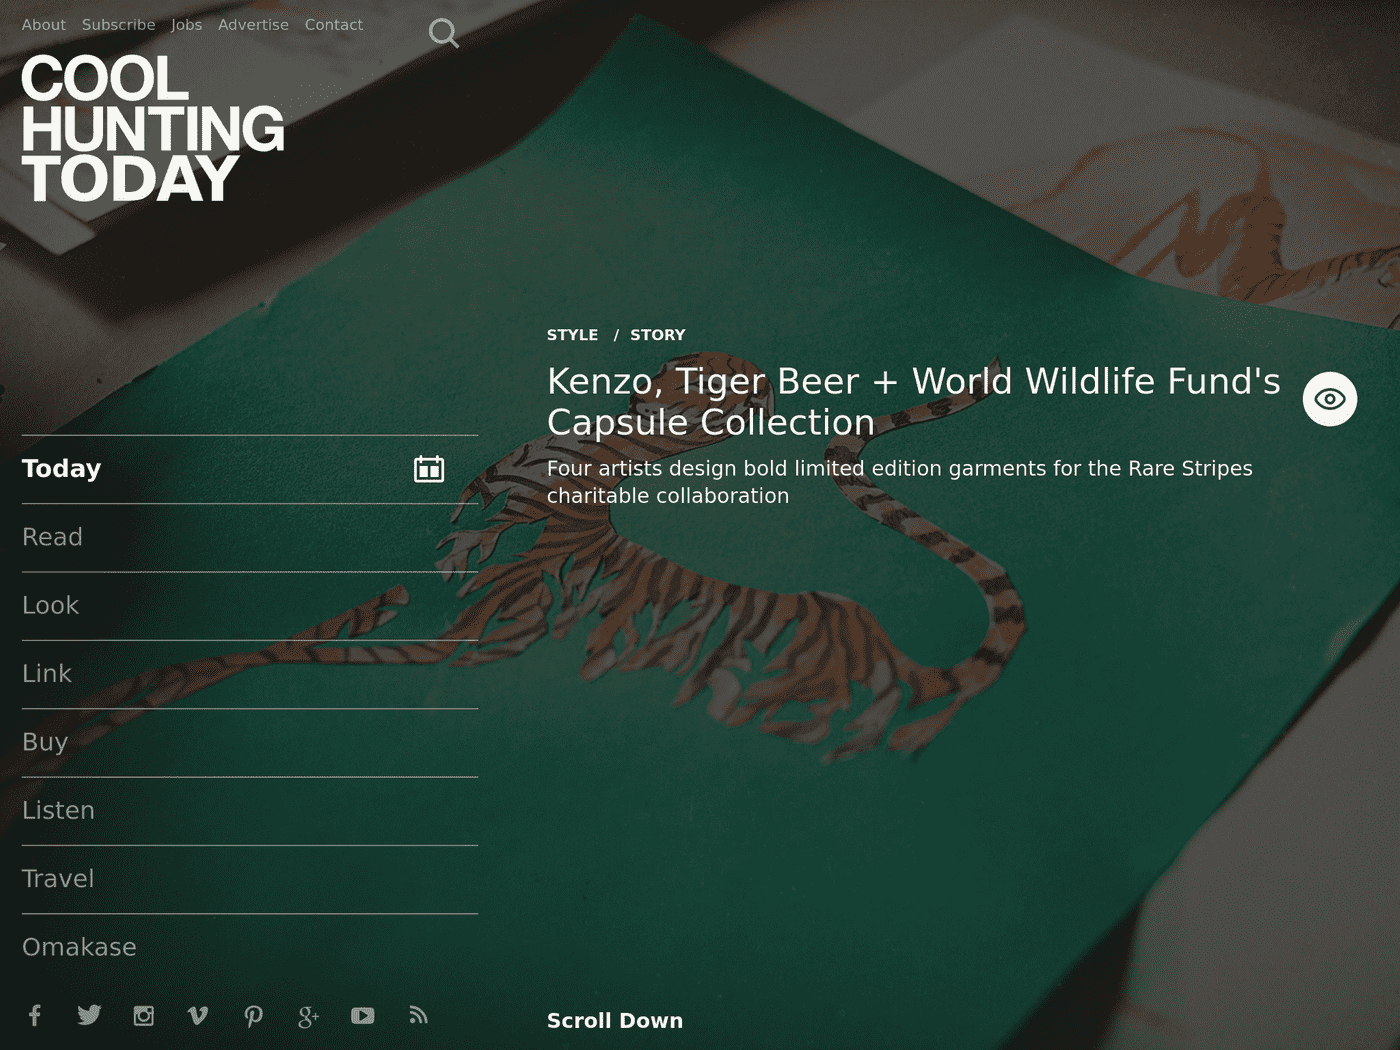 About Subscribe Jobs Advertise Contact
COOL
HUNTING
TODAY
STYLE / STORY
Kenzo, Tiger Beer + World Wildlife Fund's
Capsule Collection
Four artists design bold limited edition garments for the Rare Stripes
charitable collaboration
Today
Read
Look
Link
Buy
Listen
Travel
Omakase
Scroll Down